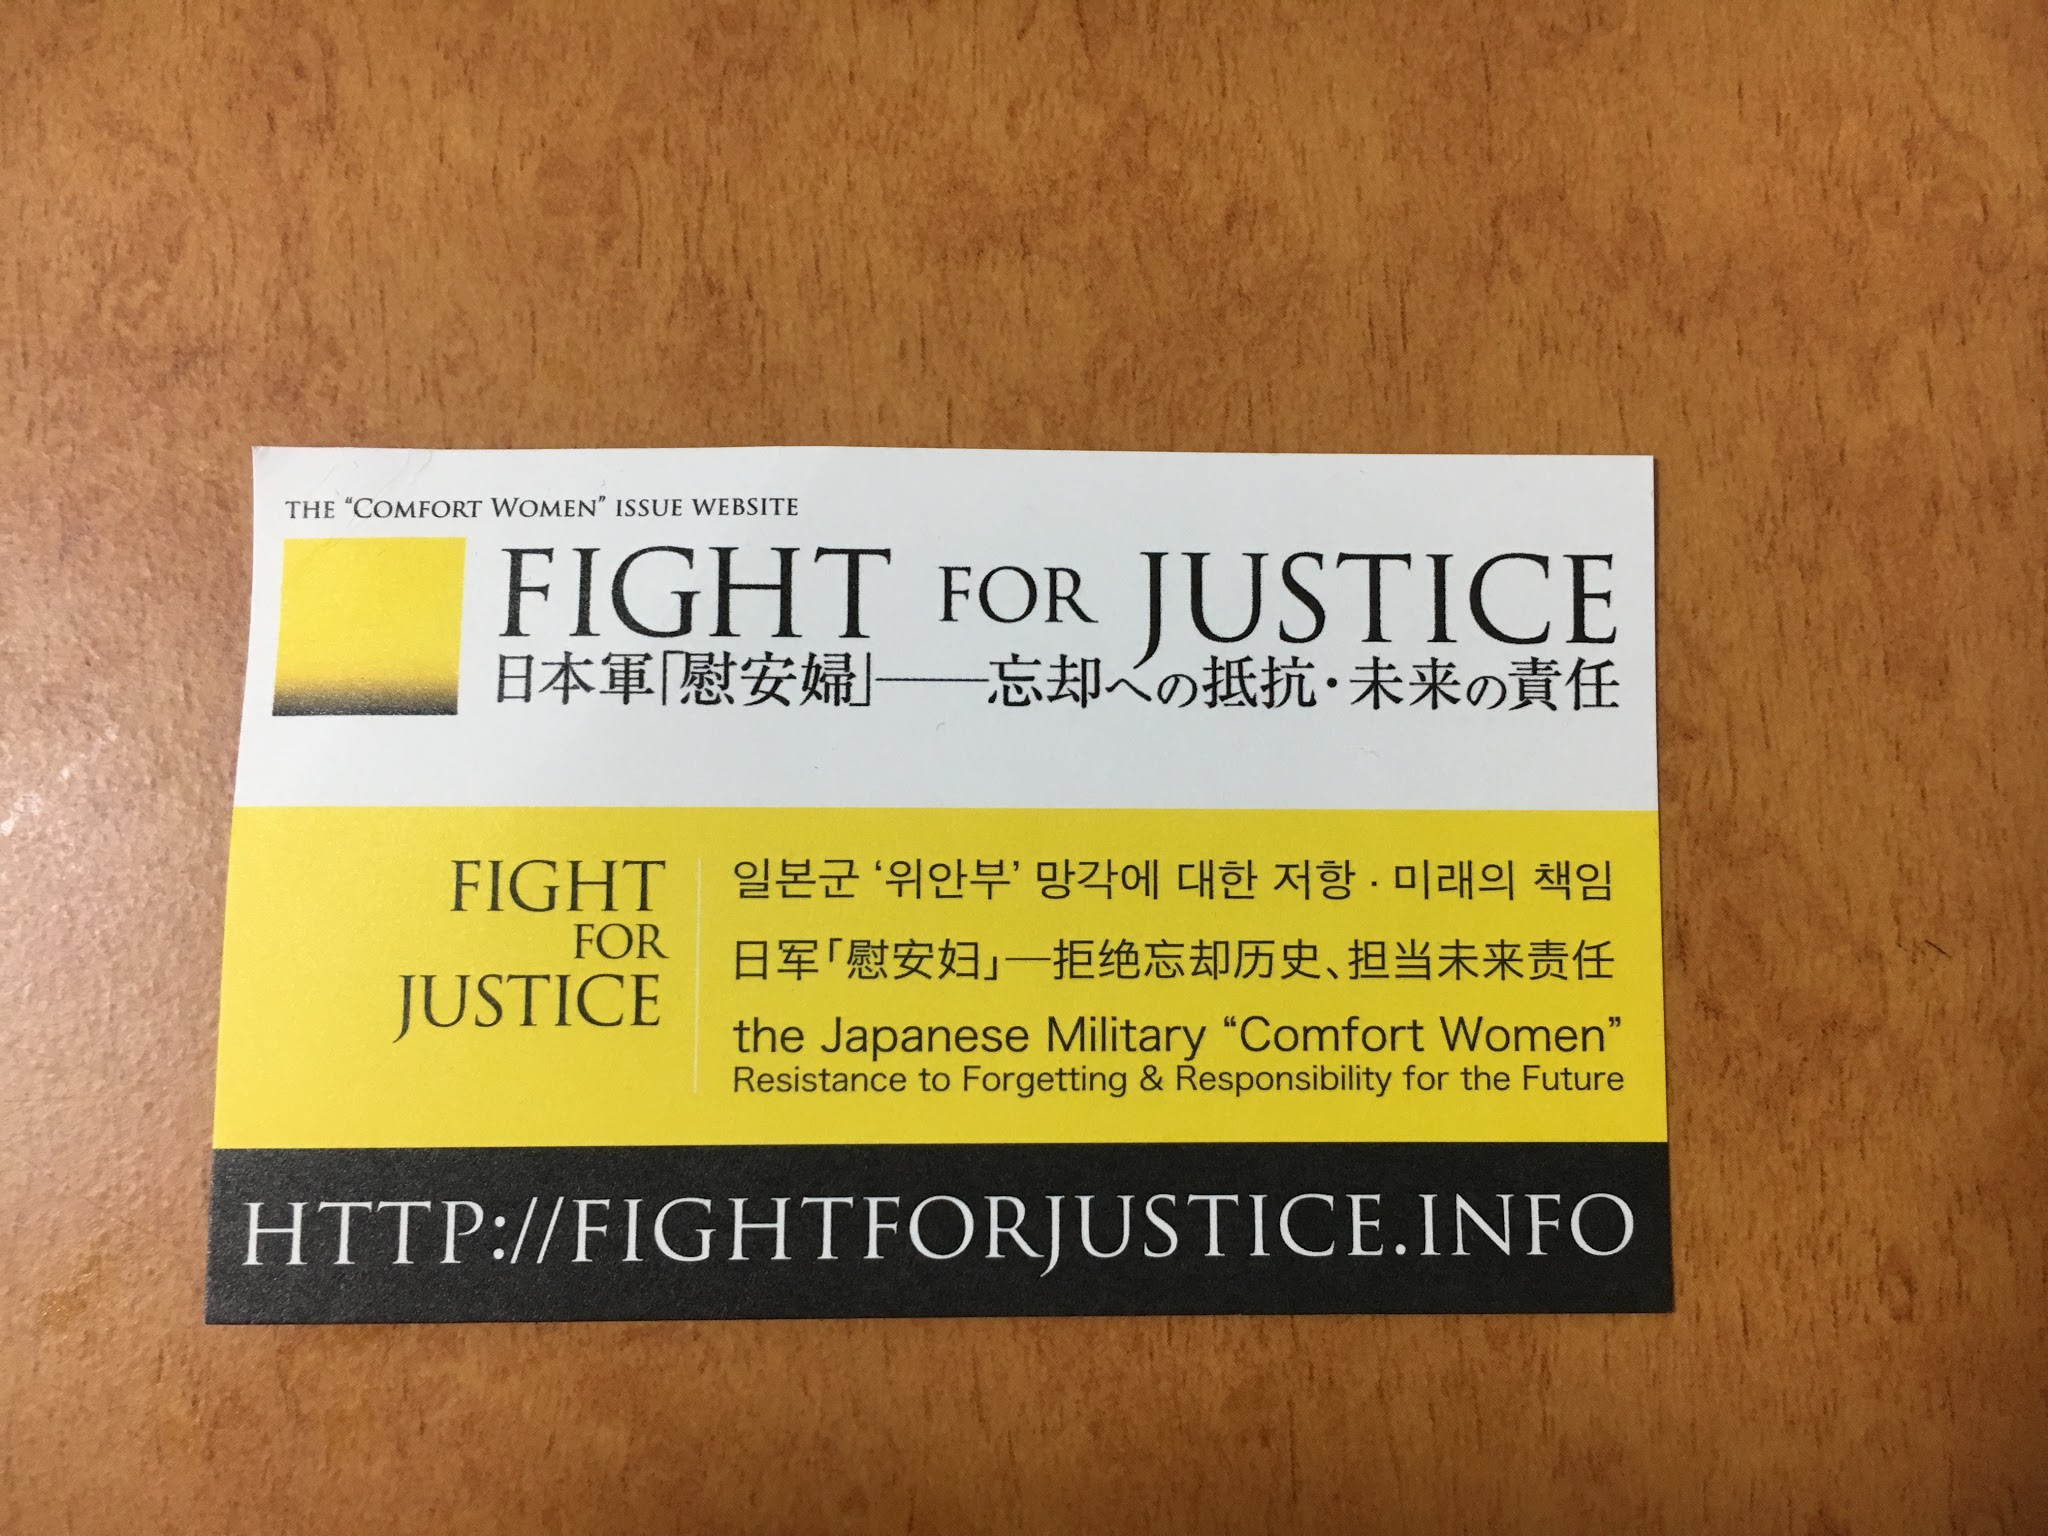 THE “COMFORT WOMEN” ISSUE WEBSITE
FIGHT FOR JUSTICE
日本軍「慰安婦」――忘却への抵抗・未来の責任
FIGHT
FOR
JUSTICE
일본군 ‘위안부’ 망각에 대한 저항 · 미래의 책임
日军「慰安妇」—拒绝忘却历史、担当未来责任
the Japanese Military “Comfort Women”
Resistance to Forgetting & Responsibility for the Future
HTTP://FIGHTFORJUSTICE.INFO